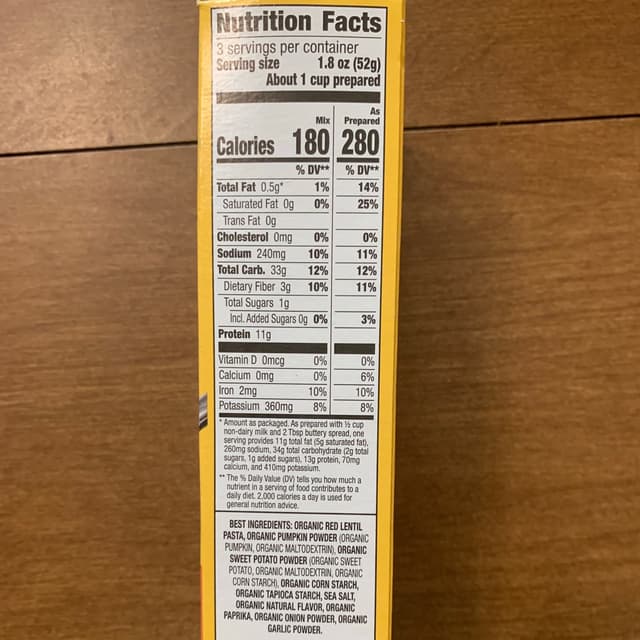 Nutrition Facts
3 servings per container
Serving size 1.8 oz (52g)
About 1 cup prepared
As
Mix Prepared
Calories 180 280
% DV** % DV**
Total Fat 0.5g* 1% 14%
Saturated Fat 0g 0% 25%
Trans Fat 0g
Cholesterol 0mg 0% 0%
Sodium 240mg 10% 11%
Total Carb. 33g 12% 12%
Dietary Fiber 3g 10% 11%
Total Sugars 1g
Incl. Added Sugars 0g 0% 3%
Protein 11g
Vitamin D 0mcg 0% 0%
Calcium 0mg 0% 6%
Iron 2mg 10% 10%
Potassium 360mg 8% 8%
* Amount as packaged. As prepared with ½ cup
non-dairy milk and 2 Tbsp buttery spread, one
serving provides 11g total fat (5g saturated fat),
260mg sodium, 34g total carbohydrate (2g total
sugars, 1g added sugars), 13g protein, 70mg
calcium, and 410mg potassium.
** The % Daily Value (DV) tells you how much a
nutrient in a serving of food contributes to a
daily diet. 2,000 calories a day is used for
general nutrition advice.
BEST INGREDIENTS: ORGANIC RED LENTIL
PASTA, ORGANIC PUMPKIN POWDER (ORGANIC
PUMPKIN, ORGANIC MALTODEXTRIN), ORGANIC
SWEET POTATO POWDER (ORGANIC SWEET
POTATO, ORGANIC MALTODEXTRIN, ORGANIC
CORN STARCH), ORGANIC CORN STARCH,
ORGANIC TAPIOCA STARCH, SEA SALT,
ORGANIC NATURAL FLAVOR, ORGANIC
PAPRIKA, ORGANIC ONION POWDER, ORGANIC
GARLIC POWDER.